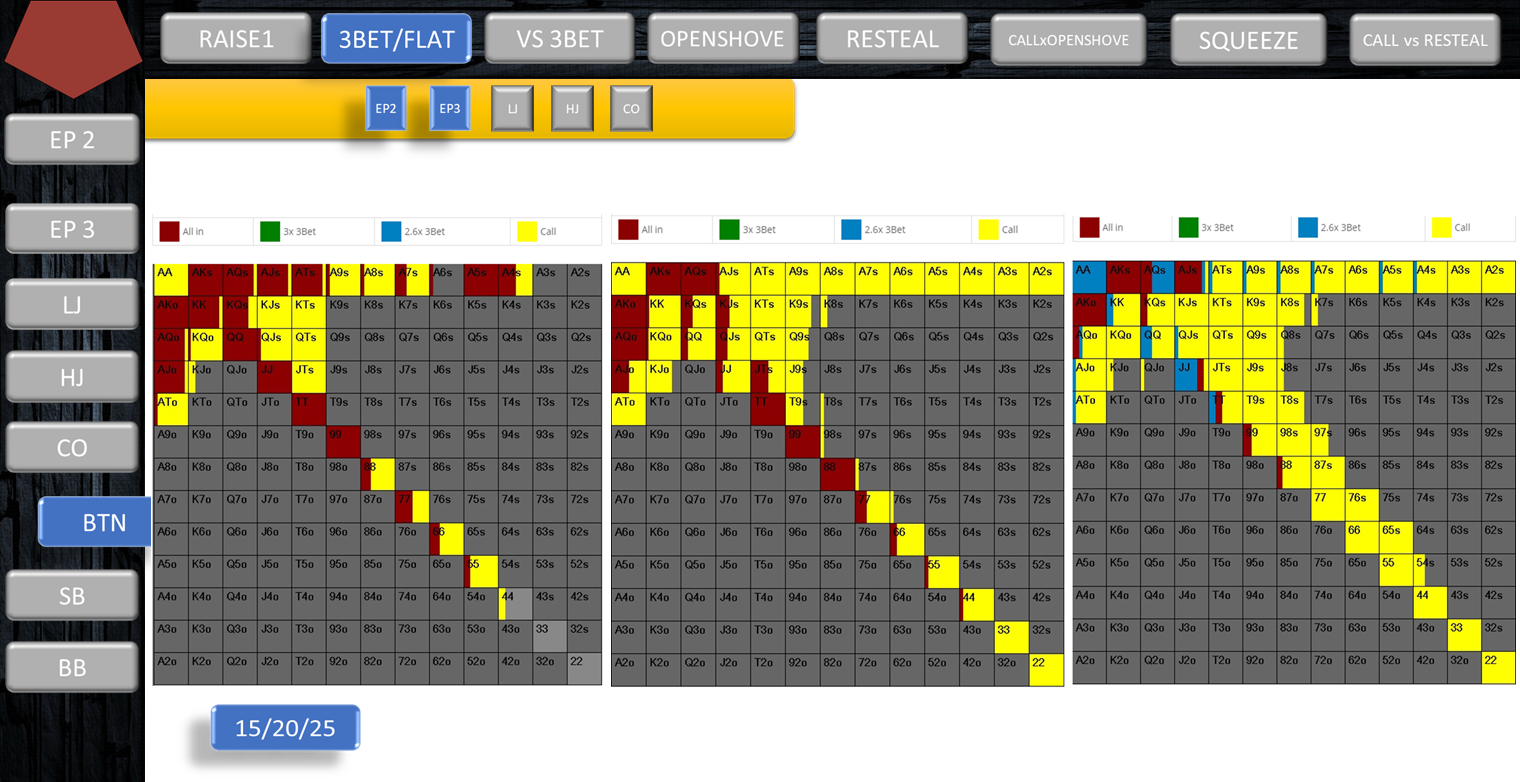 RAISE1 3BET/FLAT VS 3BET OPENSHOVE RESTEAL CALLxOPENSHOVE SQUEEZE CALL vs RESTEAL
EP2 EP3 LJ HJ CO
EP 2
EP 3
LJ
HJ
CO
BTN
SB
BB
All in 3x 3Bet 2.6x 3Bet Call
AA AKs AQs AJs ATs A9s A8s A7s A6s A5s A4s A3s A2s
AKo KK KQs KJs KTs K9s K8s K7s K6s K5s K4s K3s K2s
AQo KQo QQ QJs QTs Q9s Q8s Q7s Q6s Q5s Q4s Q3s Q2s
AJo KJo QJo JJ JTs J9s J8s J7s J6s J5s J4s J3s J2s
ATo KTo QTo JTo TT T9s T8s T7s T6s T5s T4s T3s T2s
A9o K9o Q9o J9o T9o 99 98s 97s 96s 95s 94s 93s 92s
A8o K8o Q8o J8o T8o 98o 88 87s 86s 85s 84s 83s 82s
A7o K7o Q7o J7o T7o 97o 87o 77 76s 75s 74s 73s 72s
A6o K6o Q6o J6o T6o 96o 86o 76o 66 65s 64s 63s 62s
A5o K5o Q5o J5o T5o 95o 85o 75o 65o 55 54s 53s 52s
A4o K4o Q4o J4o T4o 94o 84o 74o 64o 54o 44 43s 42s
A3o K3o Q3o J3o T3o 93o 83o 73o 63o 53o 43o 33 32s
A2o K2o Q2o J2o T2o 92o 82o 72o 62o 52o 42o 32o 22
All in 3x 3Bet 2.6x 3Bet Call
AA AKs AQs AJs ATs A9s A8s A7s A6s A5s A4s A3s A2s
AKo KK KQs KJs KTs K9s K8s K7s K6s K5s K4s K3s K2s
AQo KQo QQ QJs QTs Q9s Q8s Q7s Q6s Q5s Q4s Q3s Q2s
AJo KJo QJo JJ JTs J9s J8s J7s J6s J5s J4s J3s J2s
ATo KTo QTo JTo TT T9s T8s T7s T6s T5s T4s T3s T2s
A9o K9o Q9o J9o T9o 99 98s 97s 96s 95s 94s 93s 92s
A8o K8o Q8o J8o T8o 98o 88 87s 86s 85s 84s 83s 82s
A7o K7o Q7o J7o T7o 97o 87o 77 76s 75s 74s 73s 72s
A6o K6o Q6o J6o T6o 96o 86o 76o 66 65s 64s 63s 62s
A5o K5o Q5o J5o T5o 95o 85o 75o 65o 55 54s 53s 52s
A4o K4o Q4o J4o T4o 94o 84o 74o 64o 54o 44 43s 42s
A3o K3o Q3o J3o T3o 93o 83o 73o 63o 53o 43o 33 32s
A2o K2o Q2o J2o T2o 92o 82o 72o 62o 52o 42o 32o 22
All in 3x 3Bet 2.6x 3Bet Call
AA AKs AQs AJs ATs A9s A8s A7s A6s A5s A4s A3s A2s
AKo KK KQs KJs KTs K9s K8s K7s K6s K5s K4s K3s K2s
AQo KQo QQ QJs QTs Q9s Q8s Q7s Q6s Q5s Q4s Q3s Q2s
AJo KJo QJo JJ JTs J9s J8s J7s J6s J5s J4s J3s J2s
ATo KTo QTo JTo TT T9s T8s T7s T6s T5s T4s T3s T2s
A9o K9o Q9o J9o T9o 99 98s 97s 96s 95s 94s 93s 92s
A8o K8o Q8o J8o T8o 98o 88 87s 86s 85s 84s 83s 82s
A7o K7o Q7o J7o T7o 97o 87o 77 76s 75s 74s 73s 72s
A6o K6o Q6o J6o T6o 96o 86o 76o 66 65s 64s 63s 62s
A5o K5o Q5o J5o T5o 95o 85o 75o 65o 55 54s 53s 52s
A4o K4o Q4o J4o T4o 94o 84o 74o 64o 54o 44 43s 42s
A3o K3o Q3o J3o T3o 93o 83o 73o 63o 53o 43o 33 32s
A2o K2o Q2o J2o T2o 92o 82o 72o 62o 52o 42o 32o 22
15/20/25